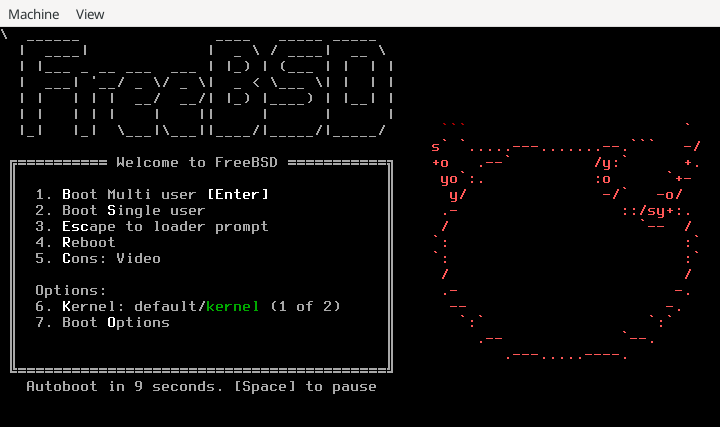 Machine View
FreeBSD
Welcome to FreeBSD
1. Boot Multi user [Enter]
2. Boot Single user
3. Escape to loader prompt
4. Reboot
5. Cons: Video
Options:
6. Kernel: default/kernel (1 of 2)
7. Boot Options
Autoboot in 9 seconds. [Space] to pause